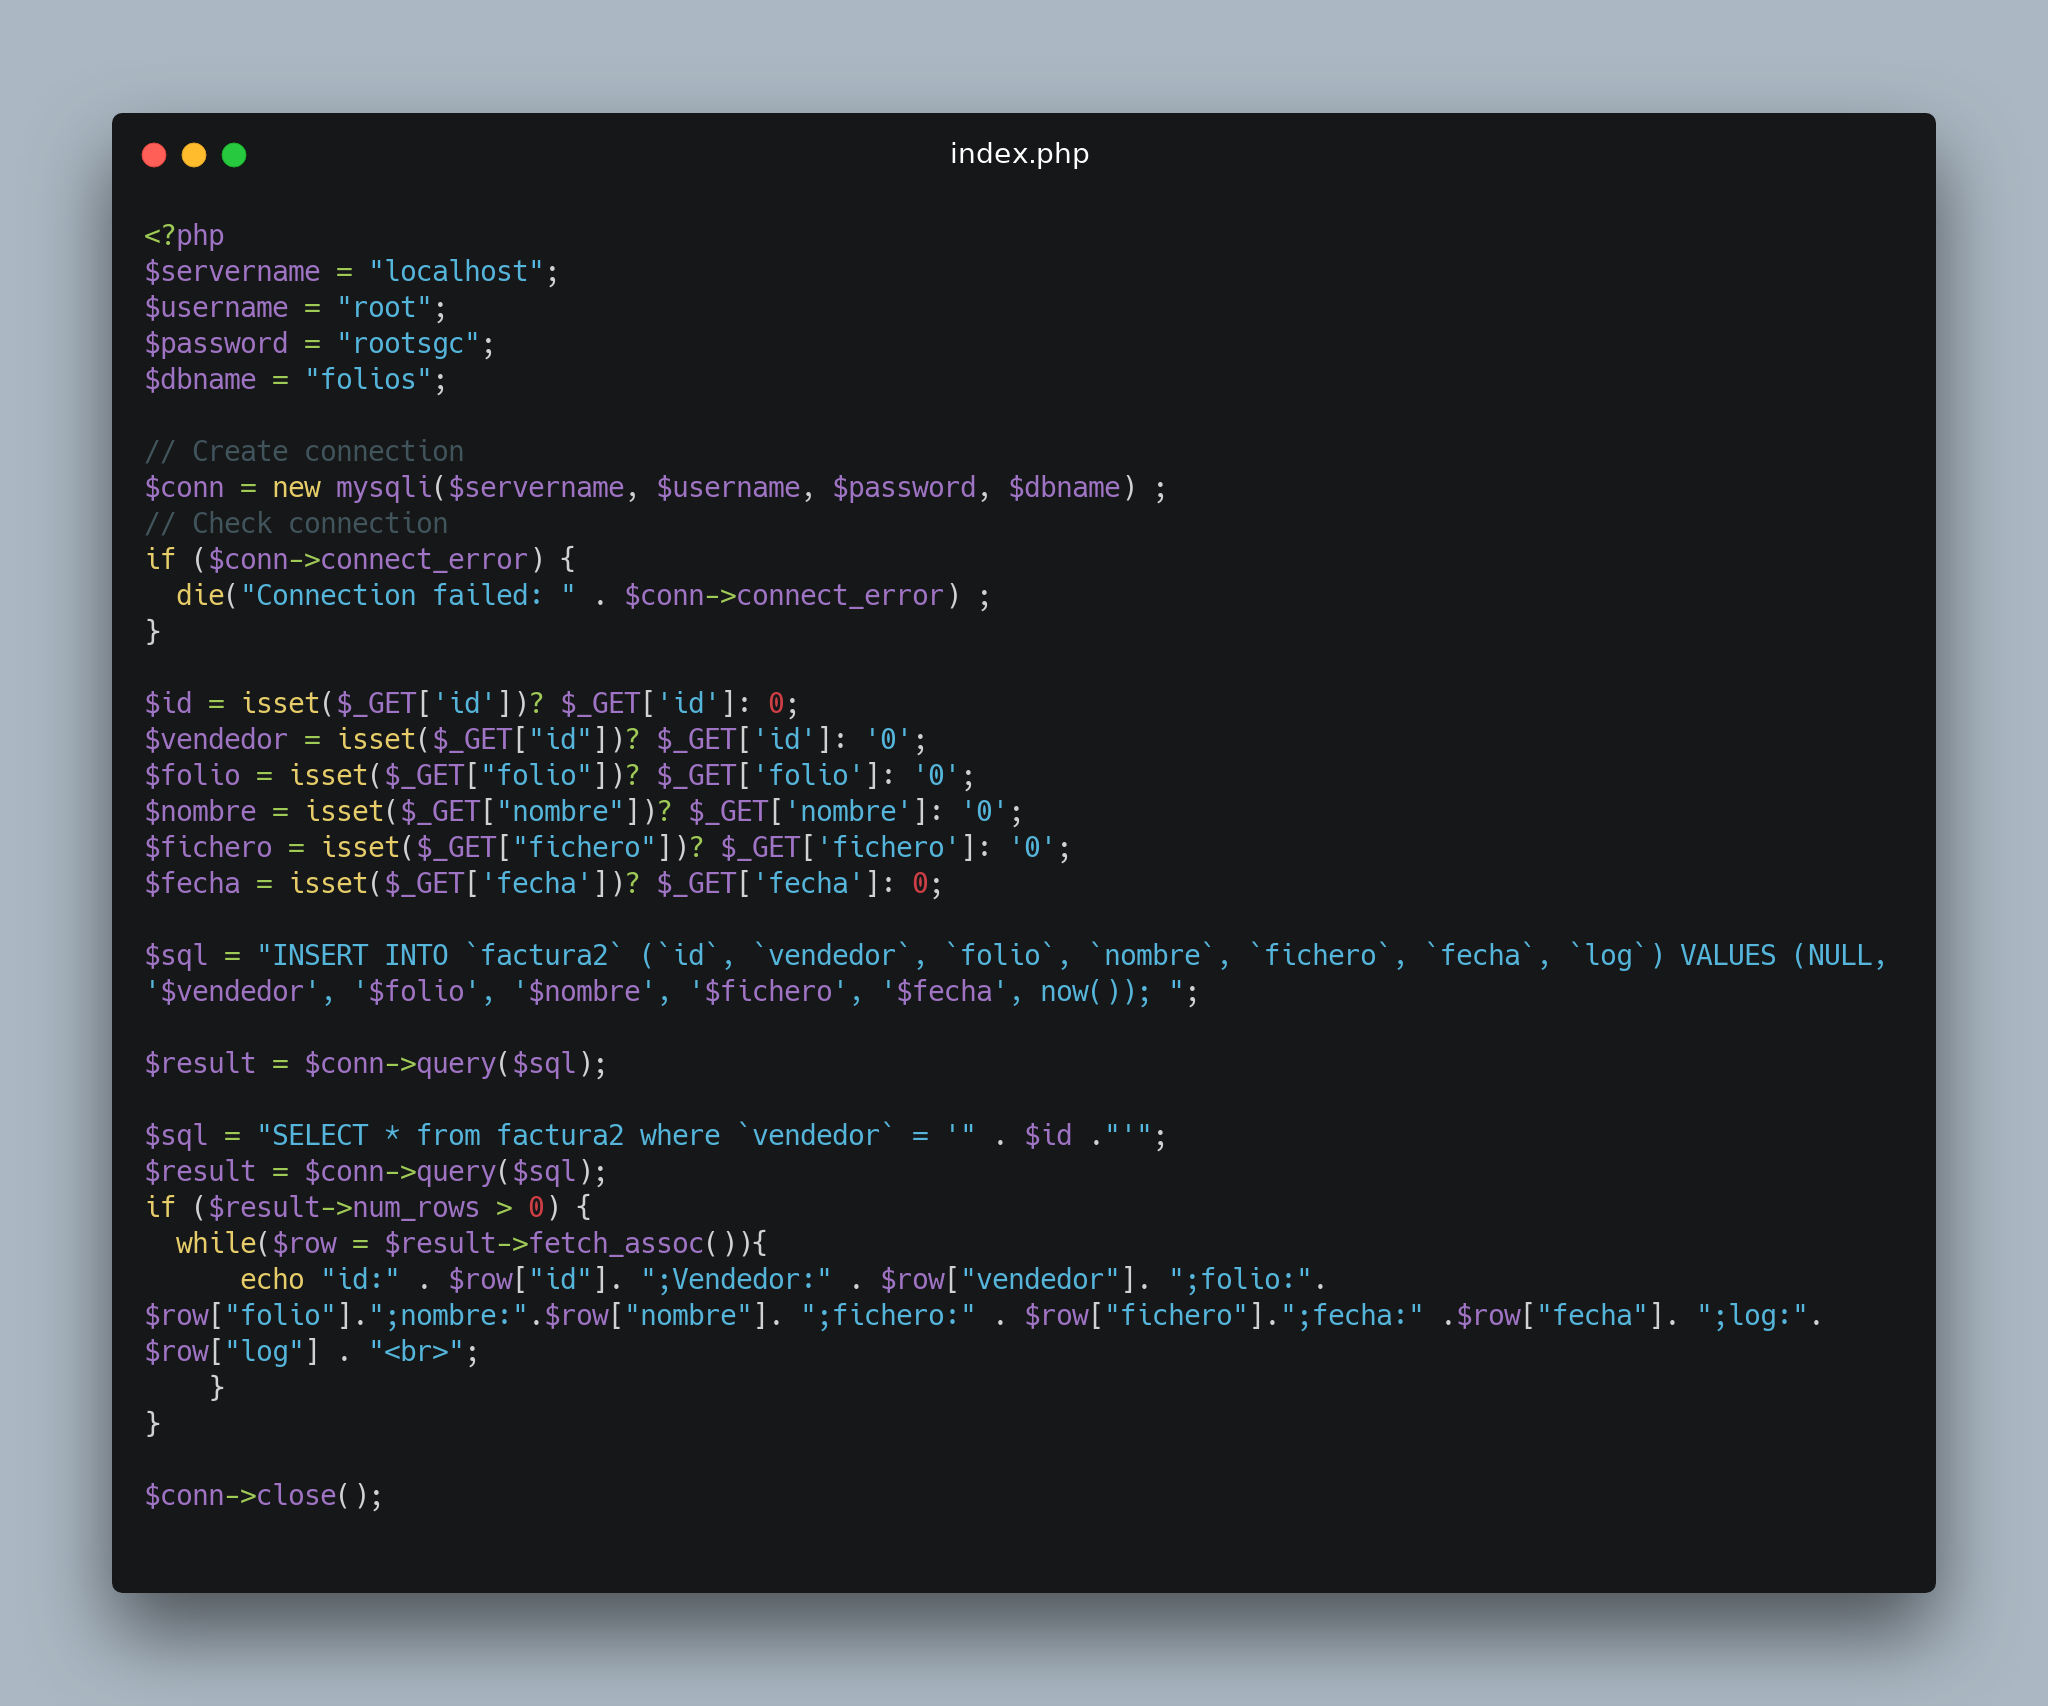 index.php
<?php
$servername = "localhost";
$username = "root";
$password = "rootsgc";
$dbname = "folios";
// Create connection
$conn = new mysqli($servername, $username, $password, $dbname) ;
// Check connection
if ($conn->connect_error) {
  die("Connection failed: " . $conn->connect_error) ;
}
$id = isset($_GET['id'])? $_GET['id']: 0;
$vendedor = isset($_GET["id"])? $_GET['id']: '0';
$folio = isset($_GET["folio"])? $_GET['folio']: '0';
$nombre = isset($_GET["nombre"])? $_GET['nombre']: '0';
$fichero = isset($_GET["fichero"])? $_GET['fichero']: '0';
$fecha = isset($_GET['fecha'])? $_GET['fecha']: 0;
$sql = "INSERT INTO `factura2` (`id`, `vendedor`, `folio`, `nombre`, `fichero`, `fecha`, `log`) VALUES (NULL,
'$vendedor', '$folio', '$nombre', '$fichero', '$fecha', now()); ";
$result = $conn->query($sql);
$sql = "SELECT * from factura2 where `vendedor` = '" . $id ."'";
$result = $conn->query($sql);
if ($result->num_rows > 0) {
  while($row = $result->fetch_assoc()){
      echo "id:" . $row["id"]. ";Vendedor:" . $row["vendedor"]. ";folio:".
$row["folio"].";nombre:".$row["nombre"]. ";fichero:" . $row["fichero"].";fecha:" .$row["fecha"]. ";log:".
$row["log"] . "<br>";
    }
}
$conn->close();